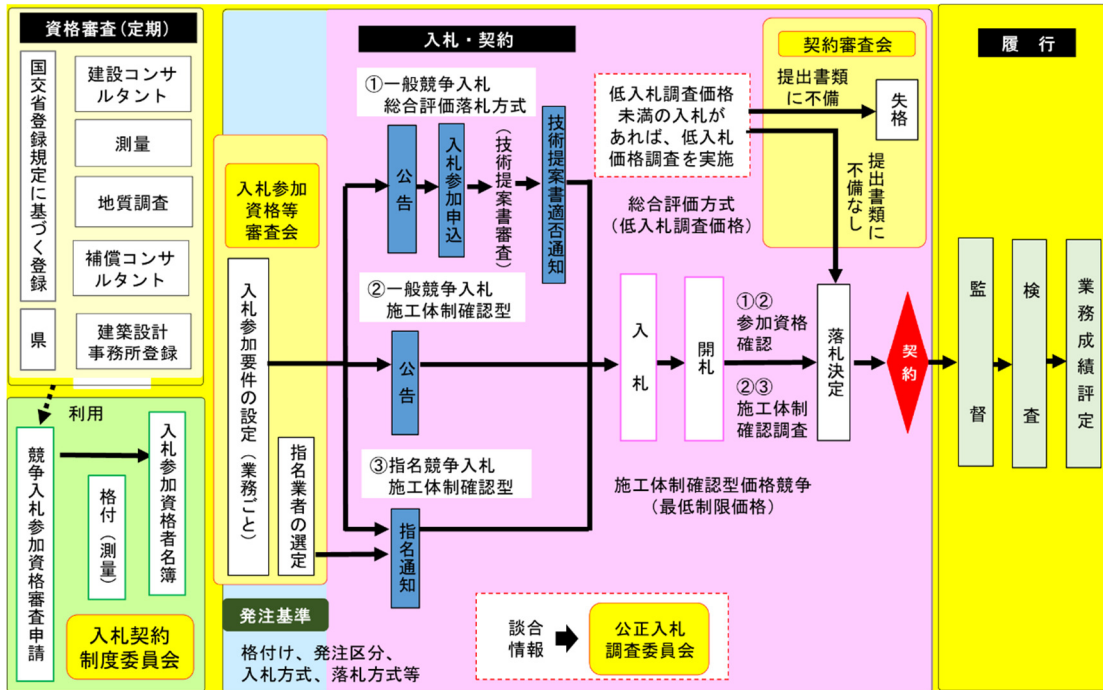 資格審査(定期)
国交省登録規定に基づく登録
建設コンサ
ルタント
測量
地質調査
補償コンサ
ルタント
県
建築設計
事務所登録
利用
競争入札参加資格審査申請
格付(測量)
入札参加資格者名簿
入札契約
制度委員会
入札参加
資格等
審査会
入札参加要件の設定(業務ごと)
指名業者の選定
発注基準
格付け、発注区分、
入札方式、落札方式等
入札・契約
①一般競争入札
総合評価落札方式
公告
入札参加申込
(技術提案書審査)
技術提案書適否通知
②一般競争入札
施工体制確認型
公告
③指名競争入札
施工体制確認型
指名通知
低入札調査価格
未満の入札が
あれば、低入札
価格調査を実施
総合評価方式
(低入札調査価格)
契約審査会
提出書類
に不備
失格
提出書類に
不備なし
入札
開札
①②
参加資格
確認
②③
施工体制
確認調査
落札決定
契約
施工体制確認型価格競争
(最低制限価格)
談合
情報
公正入札
調査委員会
履行
監督
検査
業務成績評定